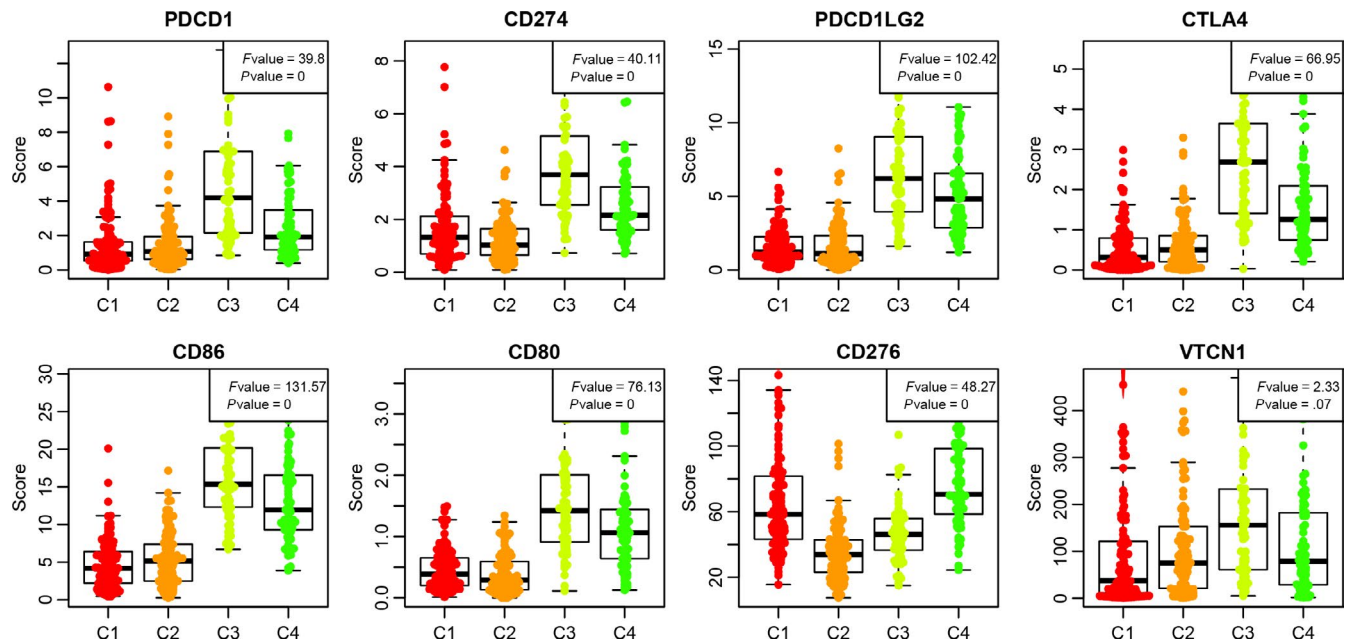 PDCD1
Fvalue = 39.8
Pvalue = 0
Score
0
2
4
6
8
10
C1 C2 C3 C4
CD274
Fvalue = 40.11
Pvalue = 0
Score
0
2
4
6
8
C1 C2 C3 C4
PDCD1LG2
Fvalue = 102.42
Pvalue = 0
Score
0
5
10
15
C1 C2 C3 C4
CTLA4
Fvalue = 66.95
Pvalue = 0
Score
0
1
2
3
4
5
C1 C2 C3 C4
CD86
Fvalue = 131.57
Pvalue = 0
Score
0
5
10
15
20
25
30
C1 C2 C3 C4
CD80
Fvalue = 76.13
Pvalue = 0
Score
0.0
1.0
2.0
3.0
C1 C2 C3 C4
CD276
Fvalue = 48.27
Pvalue = 0
Score
20
60
100
140
C1 C2 C3 C4
VTCN1
Fvalue = 2.33
Pvalue = .07
Score
0
100
200
300
400
C1 C2 C3 C4